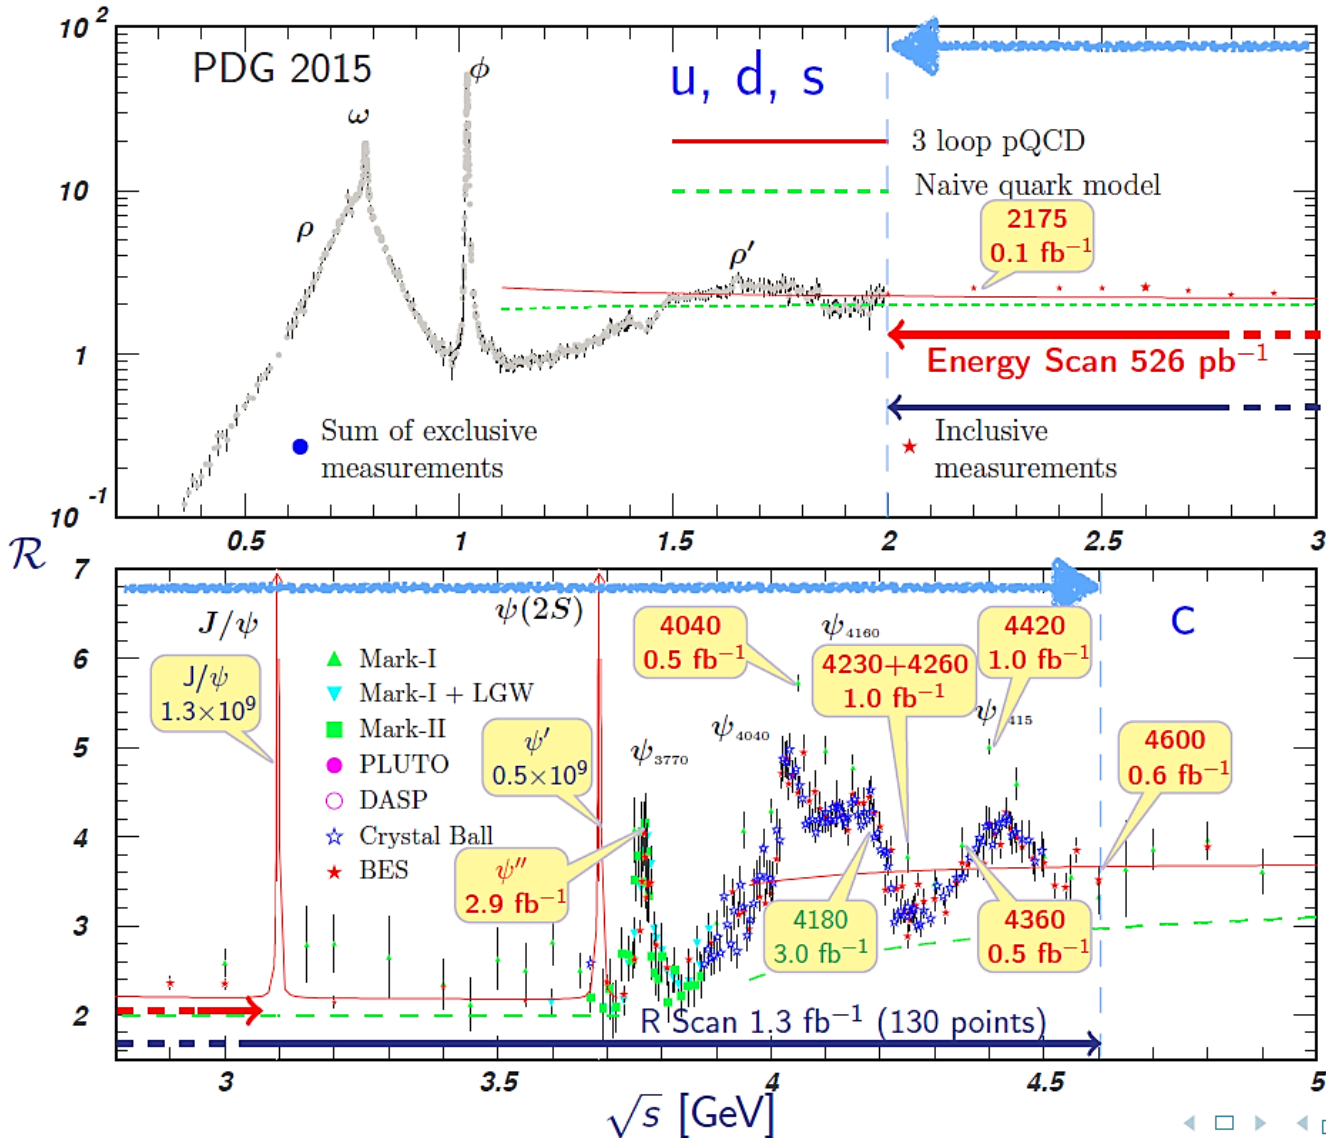 10 2
PDG 2015
ϕ
u, d, s
ω
3 loop pQCD
10
Naive quark model
2175
0.1 fb⁻¹
ρ
ρ′
1
Energy Scan 526 pb⁻¹
Sum of exclusive
measurements
Inclusive
measurements
10 -1
0.5 1 1.5 2 2.5 3
R
7
J/ψ
ψ(2S)
4040
0.5 fb⁻¹
ψ4160
4420
1.0 fb⁻¹
c
6
Mark-I
J/ψ
1.3×10⁹
Mark-I + LGW
4230+4260
1.0 fb⁻¹
ψ 415
5
Mark-II
ψ′
0.5×10⁹
ψ3770
ψ4040
4600
0.6 fb⁻¹
PLUTO
DASP
4
Crystal Ball
BES
ψ″
2.9 fb⁻¹
3
4180
3.0 fb⁻¹
4360
0.5 fb⁻¹
2
R Scan 1.3 fb⁻¹ (130 points)
3 3.5 4 4.5 5
√s [GeV]